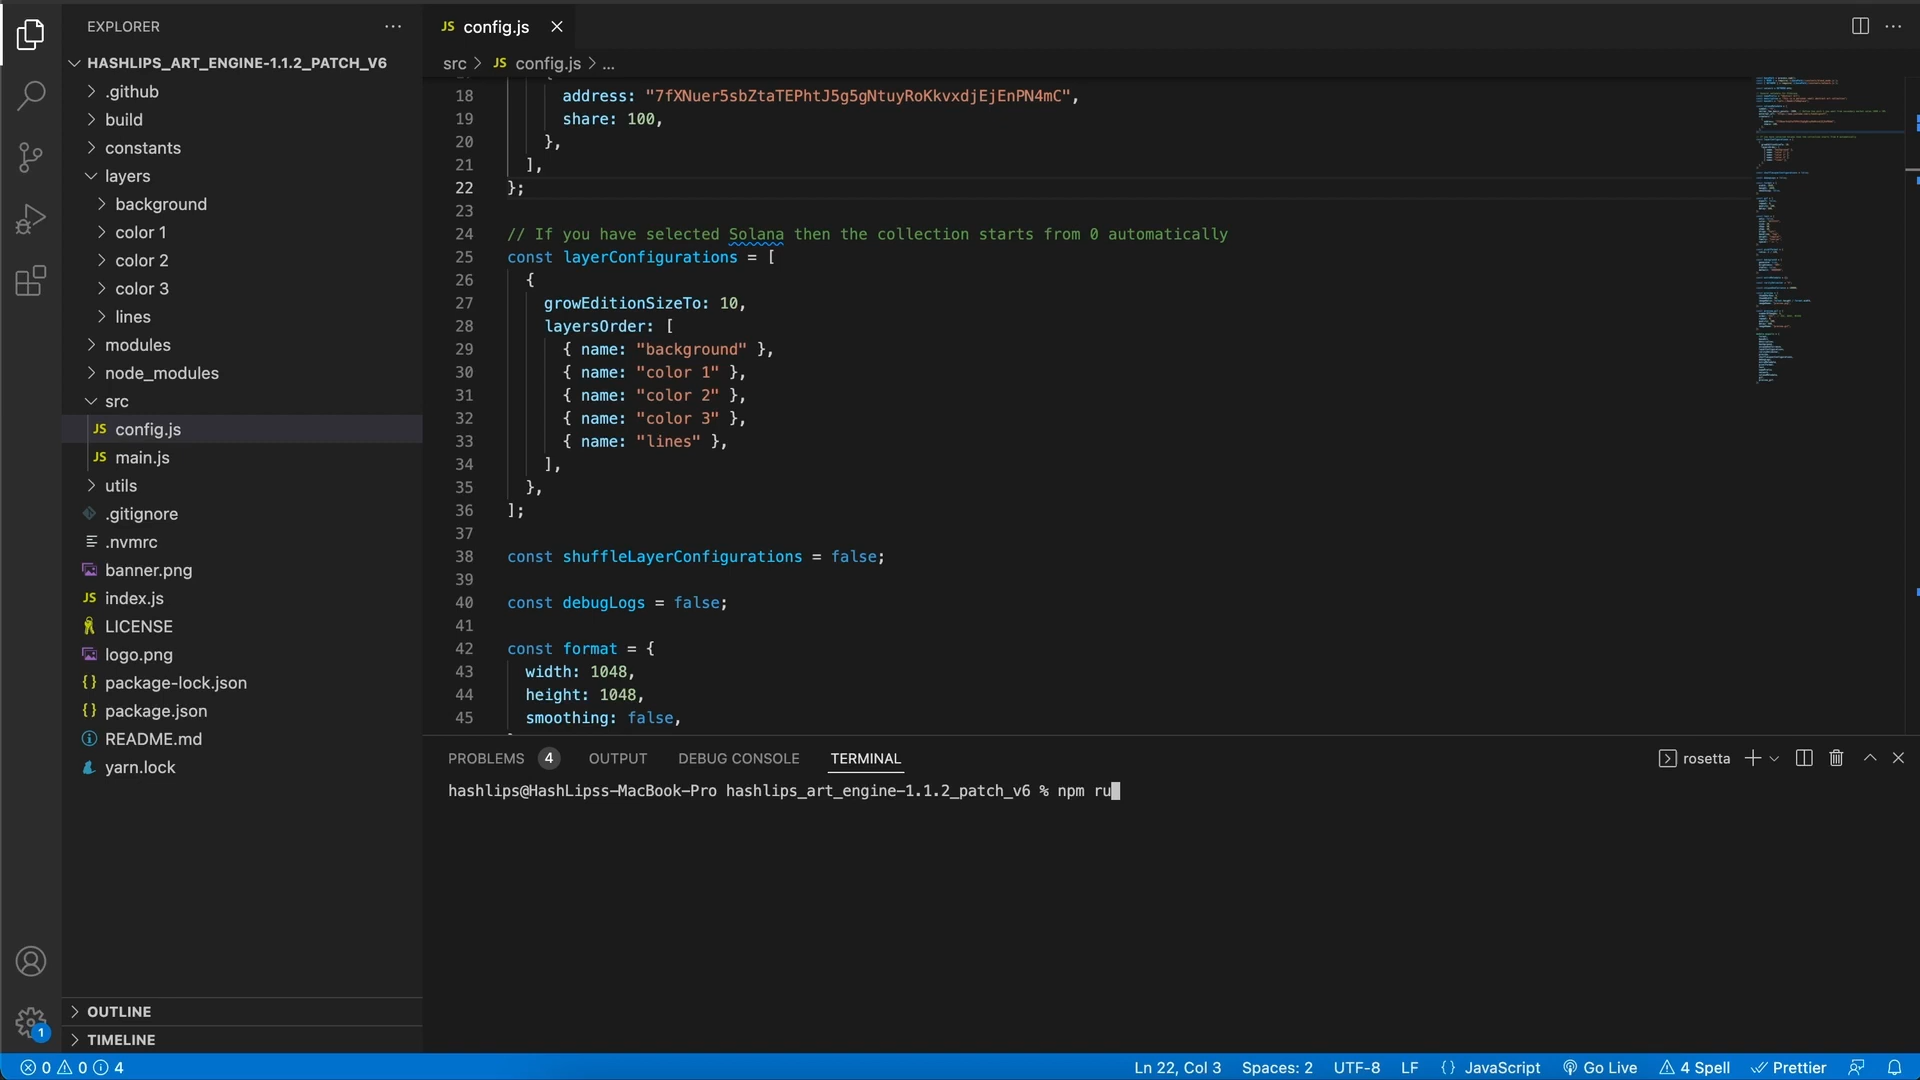 EXPLORER
HASHLIPS_ART_ENGINE-1.1.2_PATCH_V6
.github
build
constants
layers
background
color 1
color 2
color 3
lines
modules
node_modules
src
JS config.js
JS main.js
utils
.gitignore
.nvmrc
banner.png
JS index.js
LICENSE
logo.png
{} package-lock.json
{} package.json
README.md
yarn.lock
OUTLINE
TIMELINE
1
JS config.js
src > JS config.js > ...
18 address: "7fXNuer5sbZtaTEPhtJ5g5gNtuyRoKkvxdjEjEnPN4mC",
19 share: 100,
20 },
21 ],
22 };
23
24 // If you have selected Solana then the collection starts from 0 automatically
25 const layerConfigurations = [
26 {
27 growEditionSizeTo: 10,
28 layersOrder: [
29 { name: "background" },
30 { name: "color 1" },
31 { name: "color 2" },
32 { name: "color 3" },
33 { name: "lines" },
34 ],
35 },
36 ];
37
38 const shuffleLayerConfigurations = false;
39
40 const debugLogs = false;
41
42 const format = {
43 width: 1048,
44 height: 1048,
45 smoothing: false,
PROBLEMS 4 OUTPUT DEBUG CONSOLE TERMINAL rosetta
hashlips@HashLipss-MacBook-Pro hashlips_art_engine-1.1.2_patch_v6 % npm ru
0 0 4 Ln 22, Col 3 Spaces: 2 UTF-8 LF {} JavaScript Go Live 4 Spell Prettier